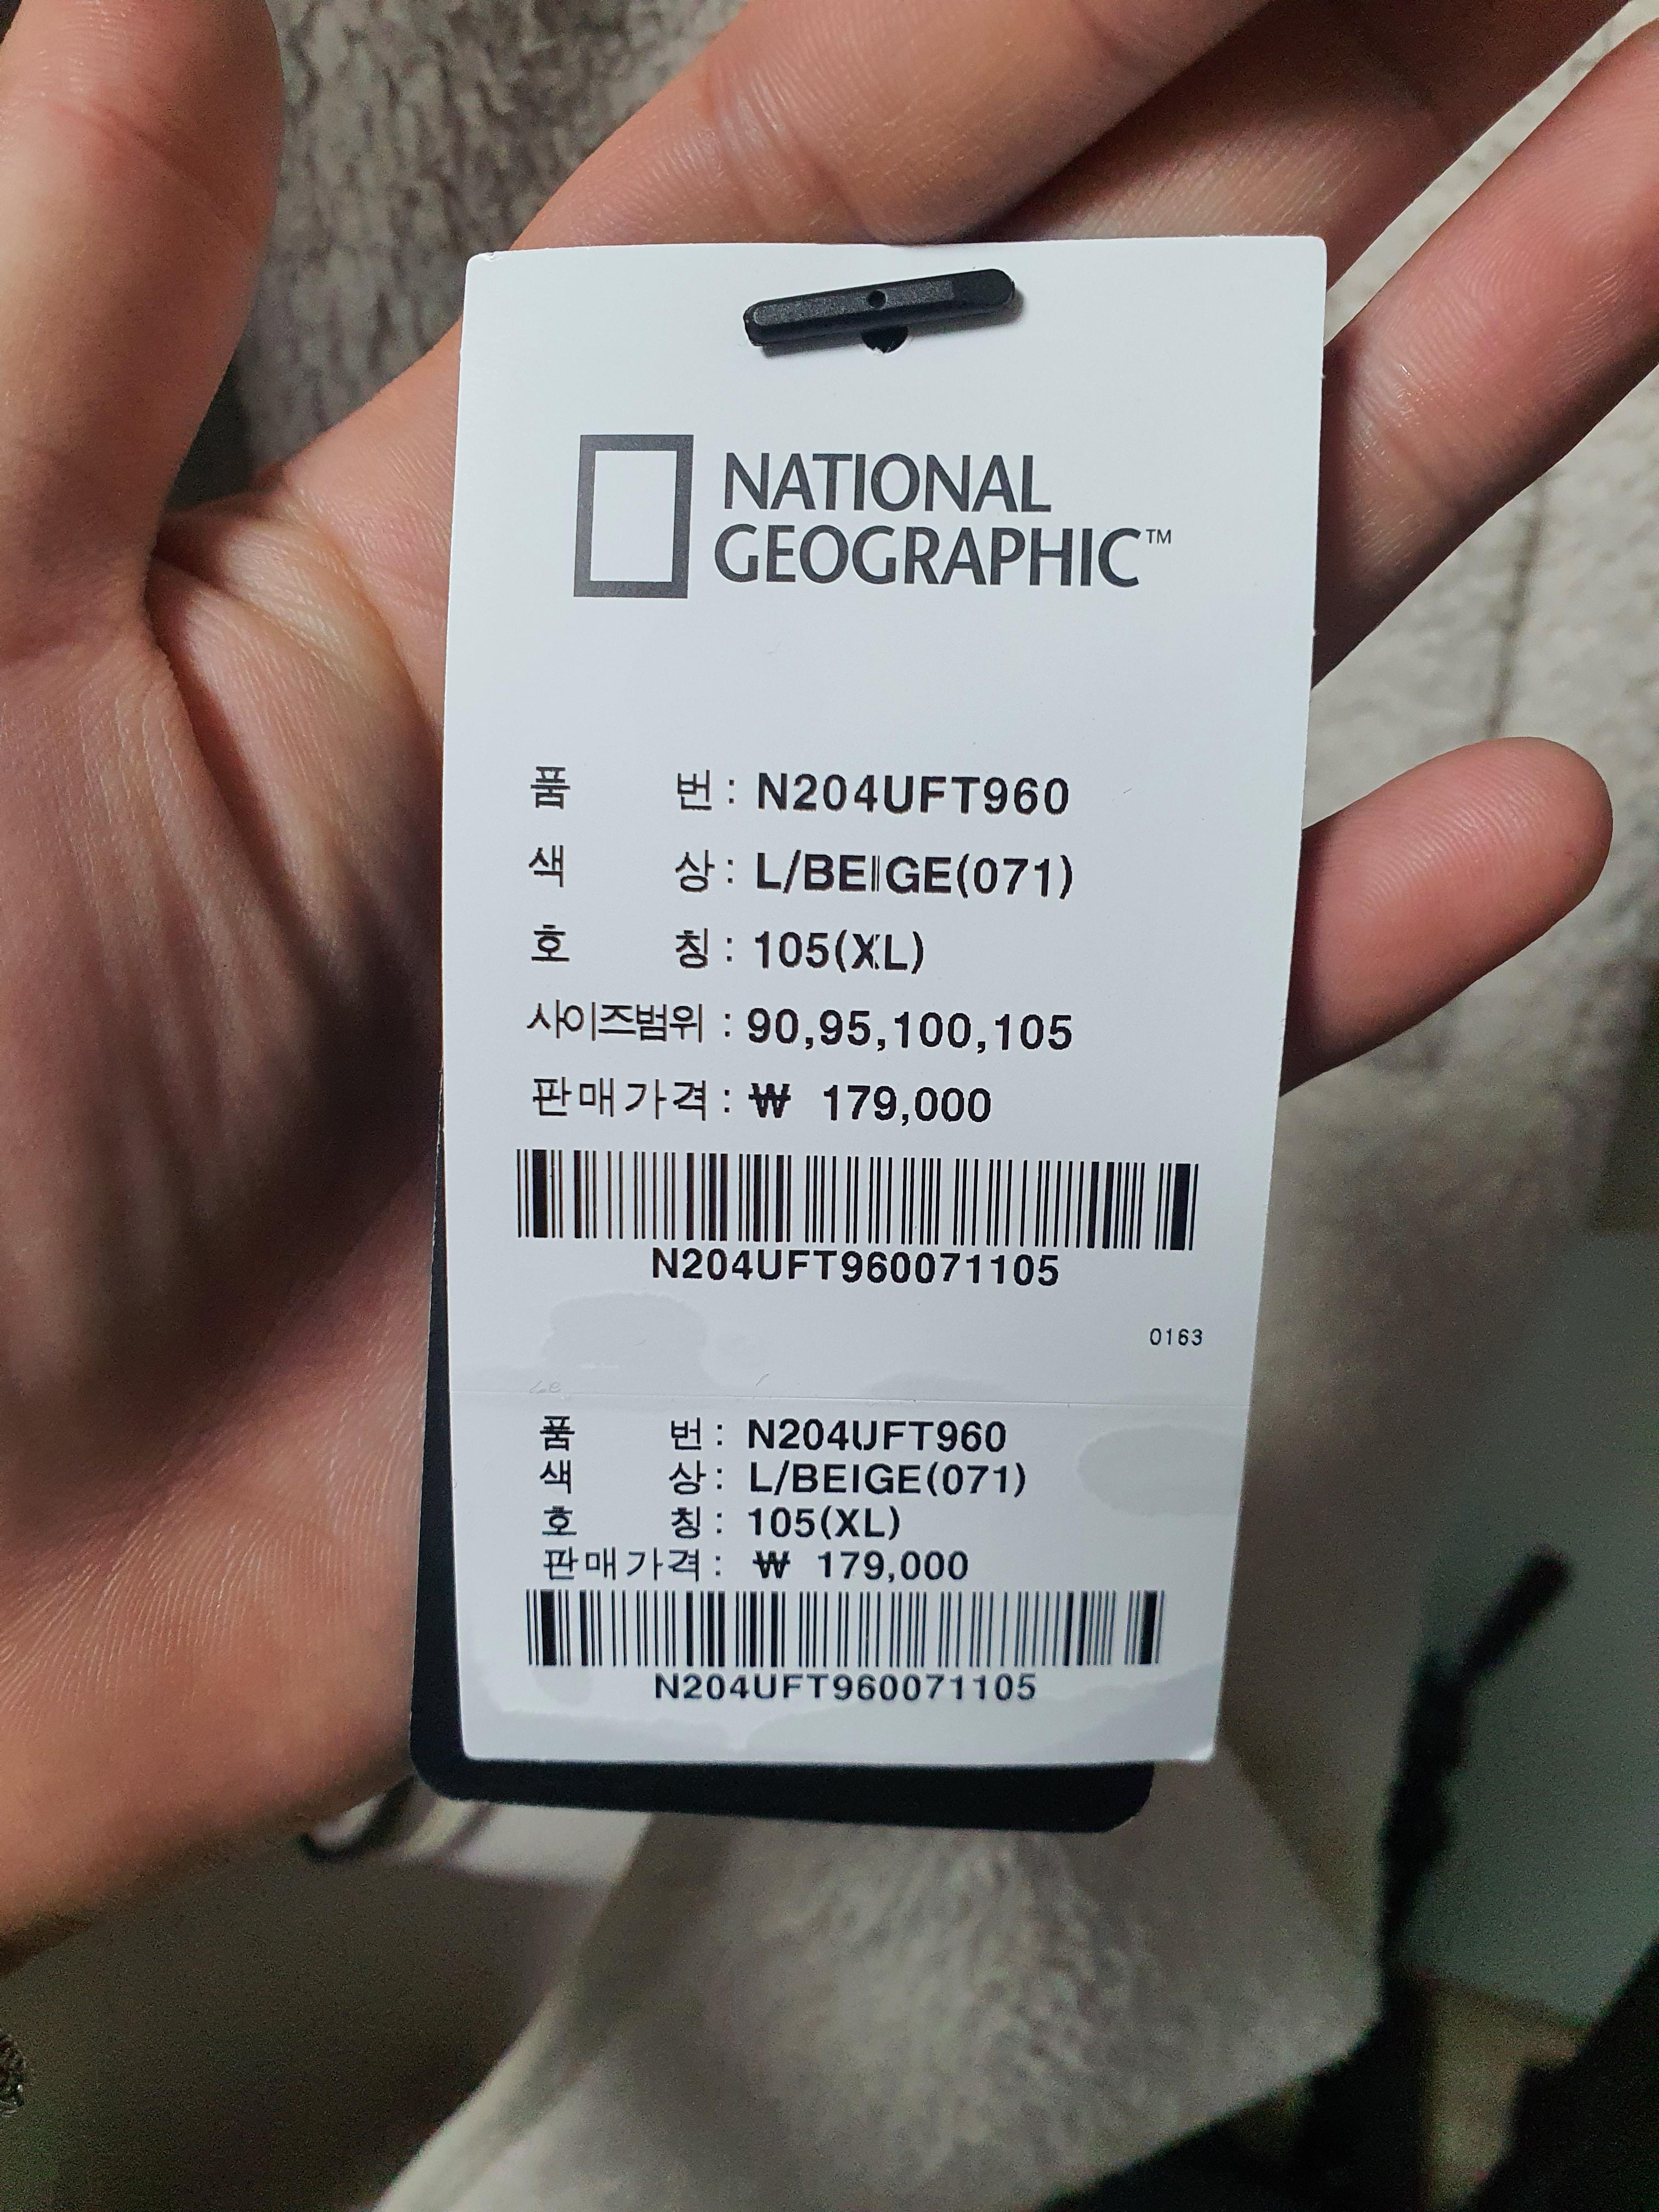 NATIONAL
GEOGRAPHIC™
품 번 : N204UFT960
색 상 : L/BEIGE(071)
호 칭 : 105(XL)
사이즈범위 : 90,95,100,105
판매가격 : ₩ 179,000
N204UFT960071105
0163
품 번 : N204UFT960
색 상 : L/BEIGE(071)
호 칭 : 105(XL)
판매가격 : ₩ 179,000
N204UFT960071105